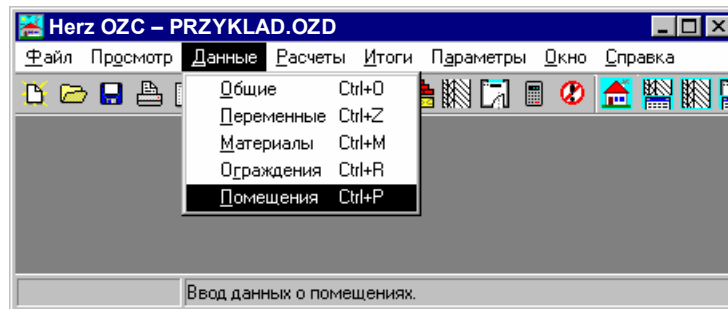 Herz OZC – PRZYKLAD.OZD
Файл Просмотр Данные Расчеты Итоги Параметры Окно Справка
Общие Ctrl+O
Переменные Ctrl+Z
Материалы Ctrl+M
Ограждения Ctrl+R
Помещения Ctrl+P
Ввод данных о помещениях.